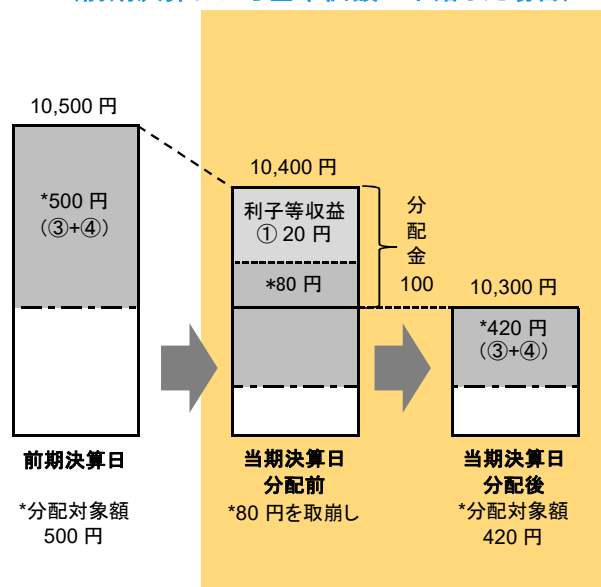 10,500 円
*500 円
（③+④）
前期決算日
*分配対象額
500 円
10,400 円
利子等収益
① 20 円
*80 円
分
配
金
100
当期決算日
分配前
*80 円を取崩し
10,300 円
*420 円
（③+④）
当期決算日
分配後
*分配対象額
420 円